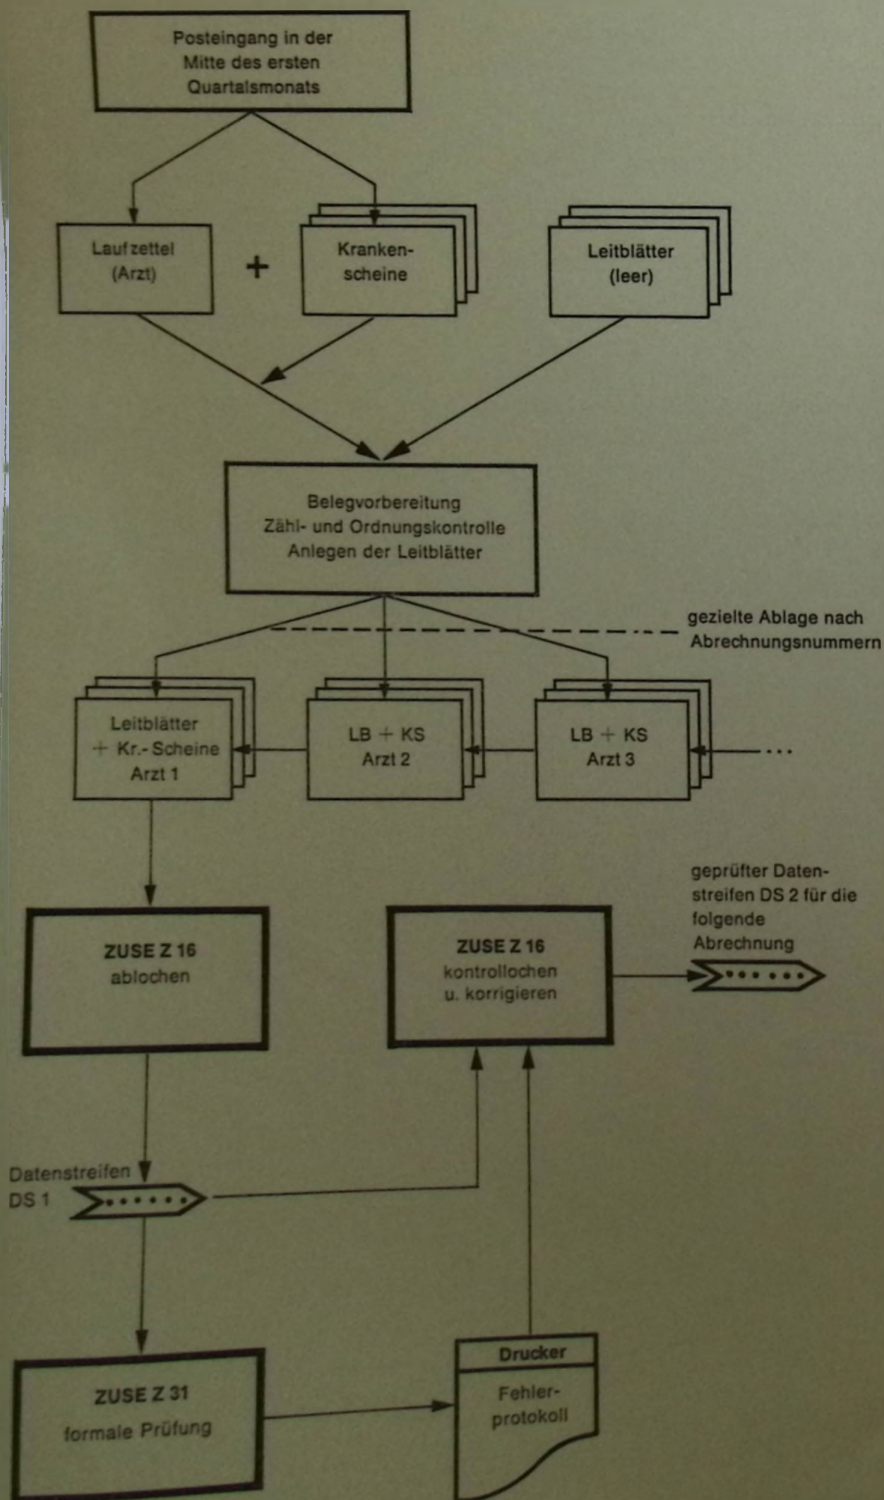 Posteingang in der
Mitte des ersten
Quartalsmonats
Laufzettel
(Arzt)
+
Kranken-
scheine
Leitblätter
(leer)
Belegvorbereitung
Zähl- und Ordnungskontrolle
Anlegen der Leitblätter
gezielte Ablage nach
Abrechnungsnummern
Leitblätter
+ Kr.-Scheine
Arzt 1
LB + KS
Arzt 2
LB + KS
Arzt 3
...
ZUSE Z 16
ablochen
ZUSE Z 16
kontrollochen
u. korrigieren
geprüfter Daten-
streifen DS 2 für die
folgende
Abrechnung
Datenstreifen
DS 1
ZUSE Z 31
formale Prüfung
Drucker
Fehler-
protokoll